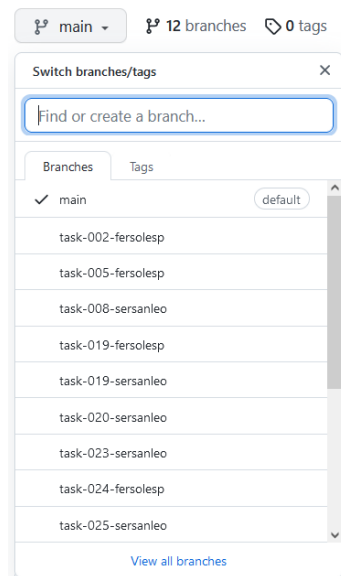 main 12 branches 0 tags
Switch branches/tags
Find or create a branch...
Branches Tags
main default
task-002-fersolesp
task-005-fersolesp
task-008-sersanleo
task-019-fersolesp
task-019-sersanleo
task-020-sersanleo
task-023-sersanleo
task-024-fersolesp
task-025-sersanleo
View all branches